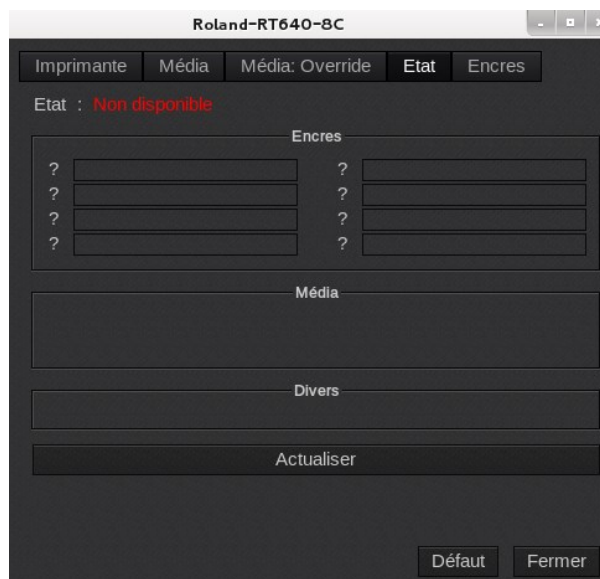 Roland-RT640-8C
Imprimante Média Média: Override Etat Encres
Etat : Non disponible
Encres
? ?
? ?
? ?
? ?
Média
Divers
Actualiser
Défaut Fermer